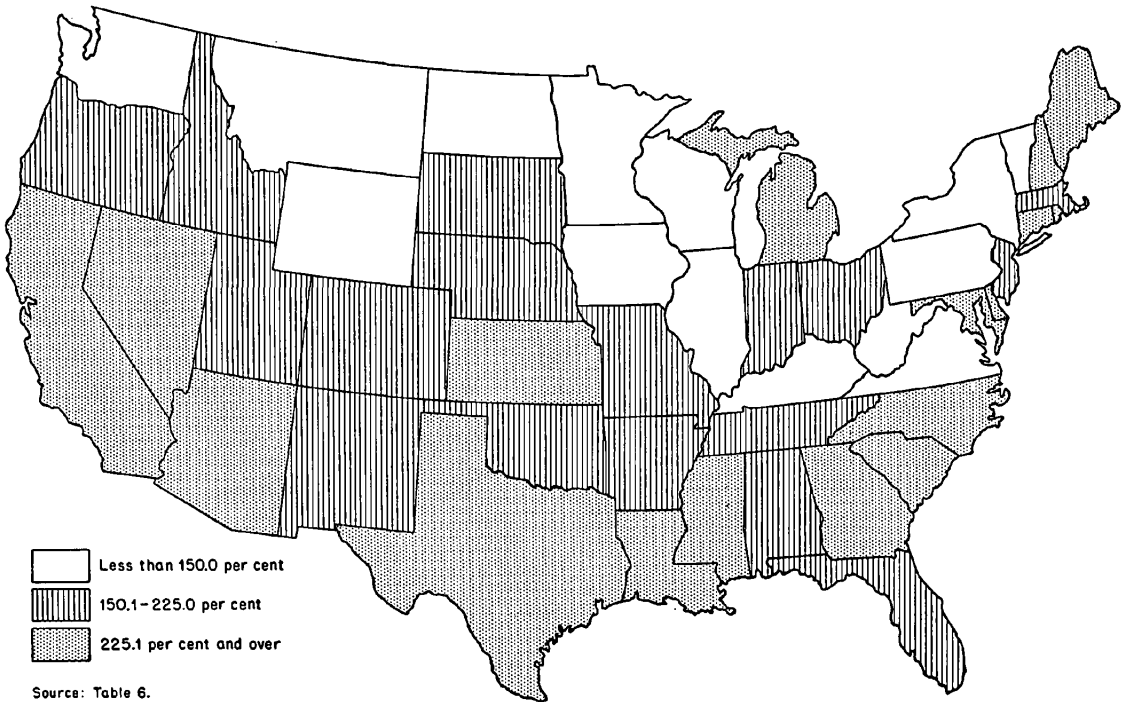 Less than 150.0 per cent
150.1-225.0 per cent
225.1 per cent and over
Source: Table 6.